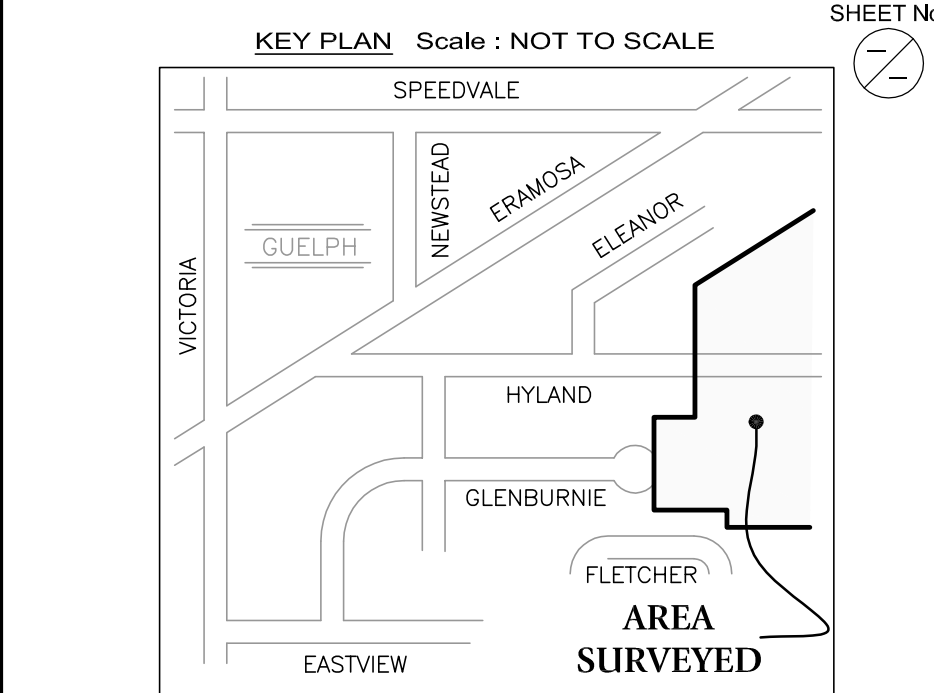 SHEET No
KEY PLAN Scale : NOT TO SCALE
SPEEDVALE
NEWSTEAD
ERAMOSA
ELEANOR
GUELPH
VICTORIA
HYLAND
GLENBURNIE
FLETCHER
AREA
SURVEYED
EASTVIEW